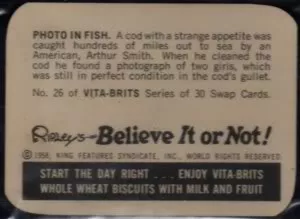 PHOTO IN FISH. A cod with a strange appetite was
caught hundreds of miles out to sea by an
American, Arthur Smith. When he cleaned the
cod he found a photograph of two girls, which
was still in perfect condition in the cod's gullet.
No. 26 of VITA-BRITS Series of 30 Swap Cards.
Ripley's—Believe It or Not!
© 1958, KING FEATURES SYNDICATE, INC., WORLD RIGHTS RESERVED.
START THE DAY RIGHT . . . ENJOY VITA-BRITS
WHOLE WHEAT BISCUITS WITH MILK AND FRUIT